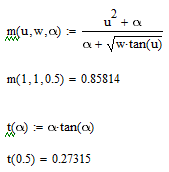 m(u,w,α) := (u² + α) / (α + √(w·tan(u)))
m(1,1,0.5) = 0.85814
t(α) := α·tan(α)
t(0.5) = 0.27315